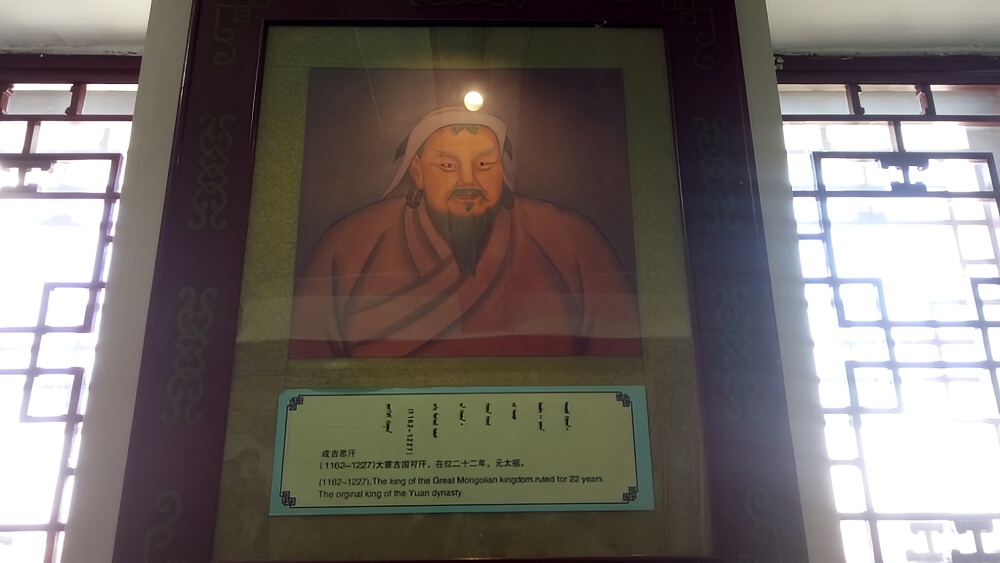 (1162-1227)
成吉思汗
(1162-1227)大蒙古国可汗，在位二十二年，元太祖。
(1162-1227),The king of the Great Mongolian kingdom,ruled for 22 years.
The orginal king of the Yuan dynasty